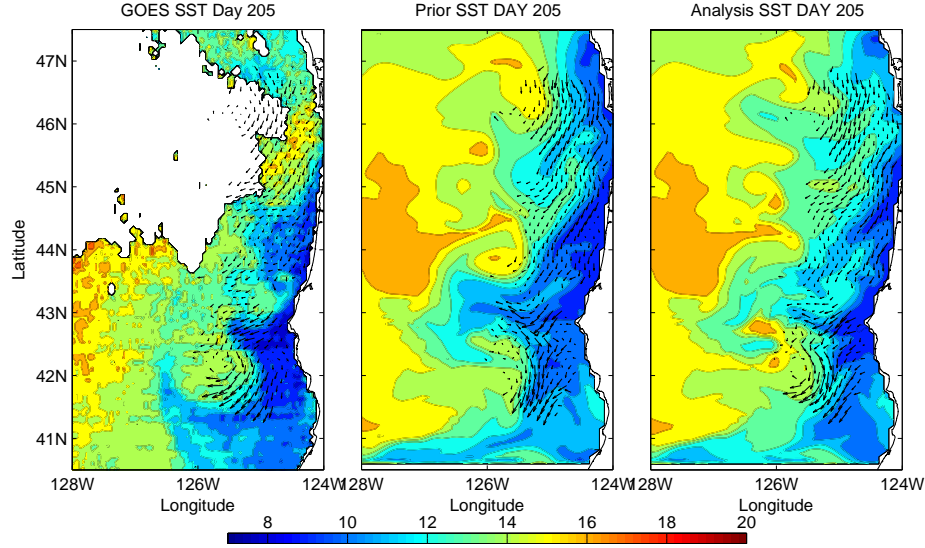 GOES SST Day 205
Prior SST DAY 205
Analysis SST DAY 205
47N
46N
45N
44N
43N
42N
41N
Latitude
128W 126W 124W
128W 126W 124W
128W 126W 124W
Longitude
Longitude
Longitude
8 10 12 14 16 18 20